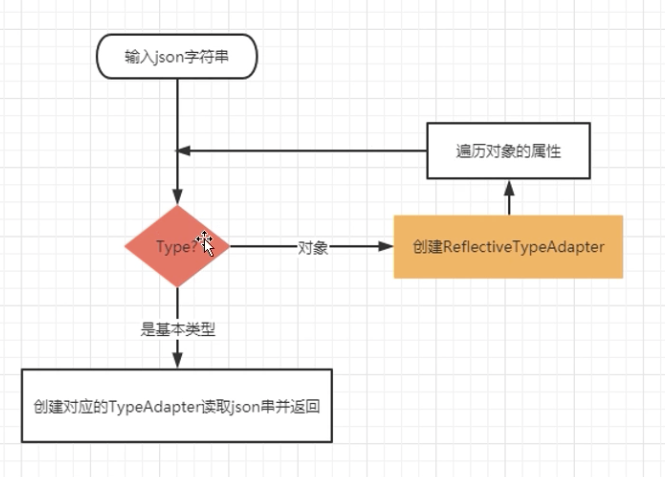 输入json字符串
遍历对象的属性
Type?
对象
创建ReflectiveTypeAdapter
是基本类型
创建对应的TypeAdapter读取json串并返回